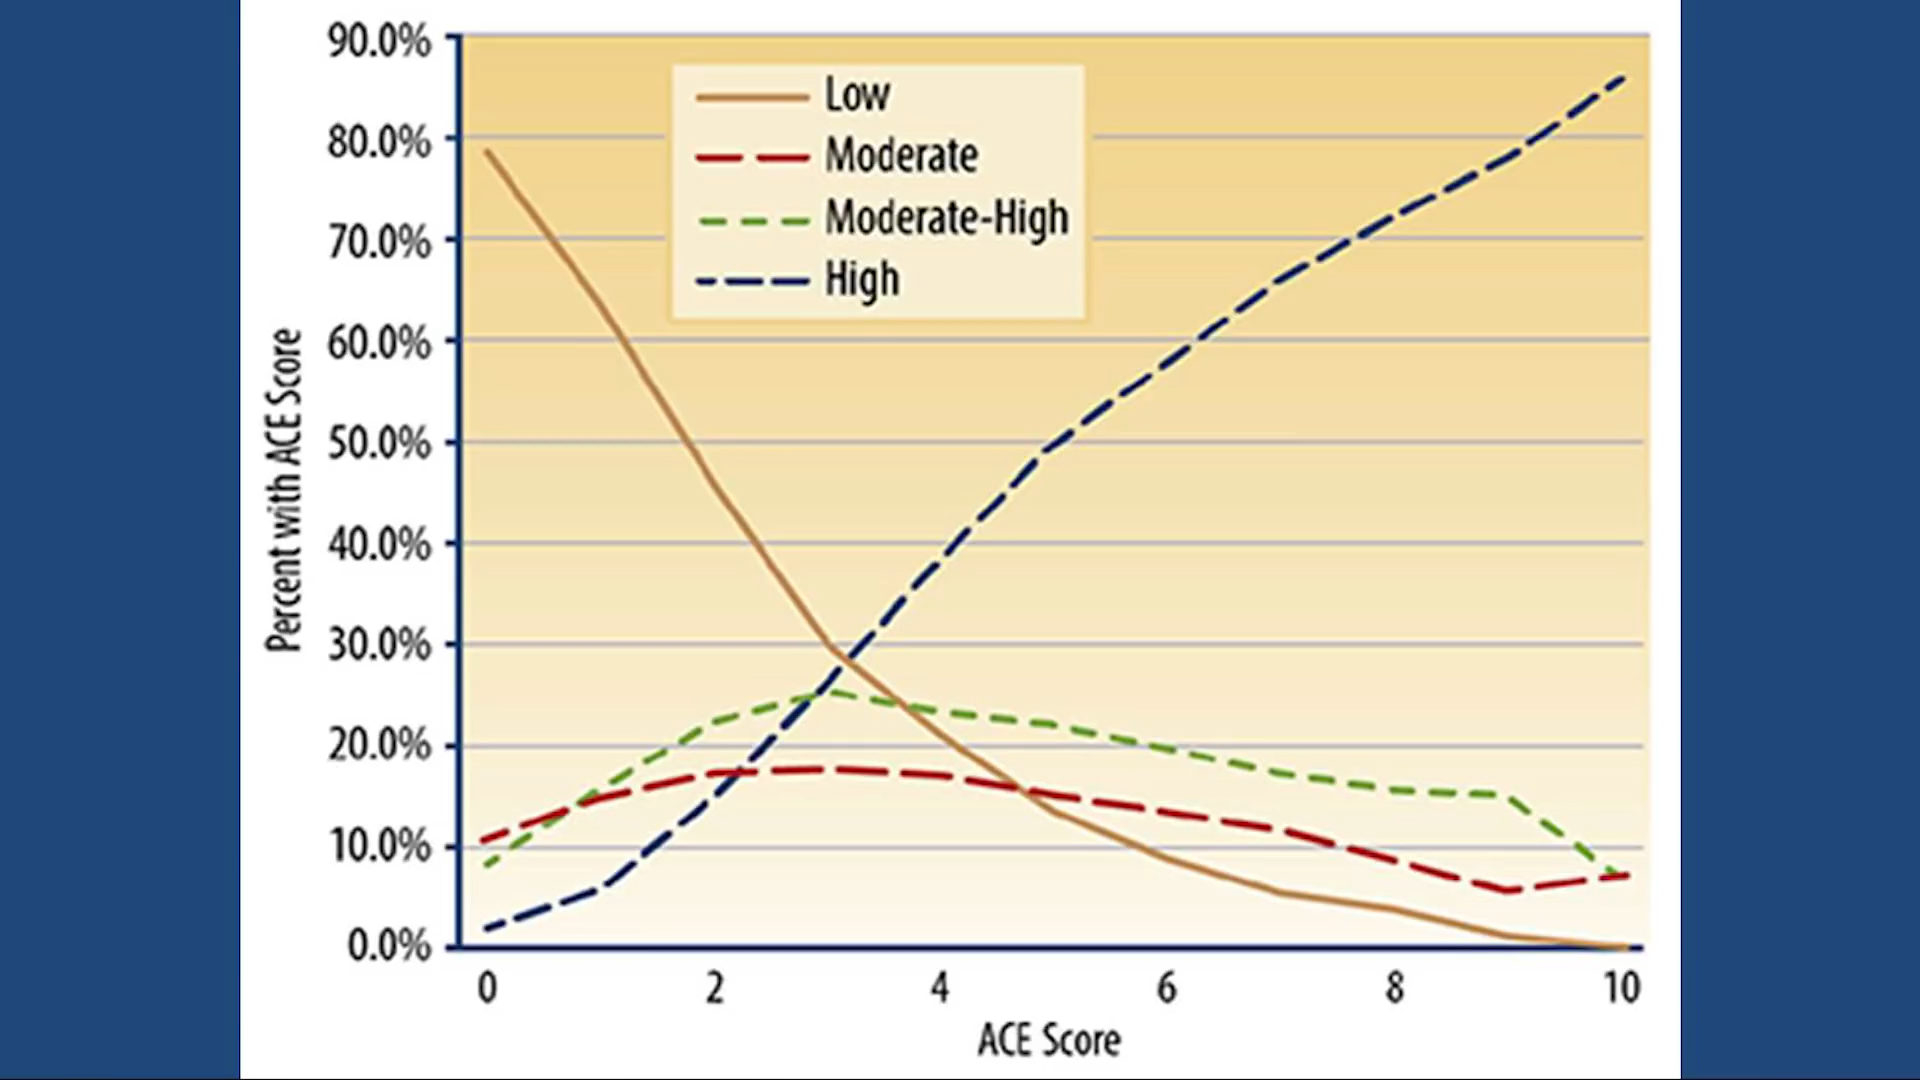 90.0%
80.0%
70.0%
60.0%
50.0%
40.0%
30.0%
20.0%
10.0%
0.0%
Percent with ACE Score
Low
Moderate
Moderate-High
High
0 2 4 6 8 10
ACE Score